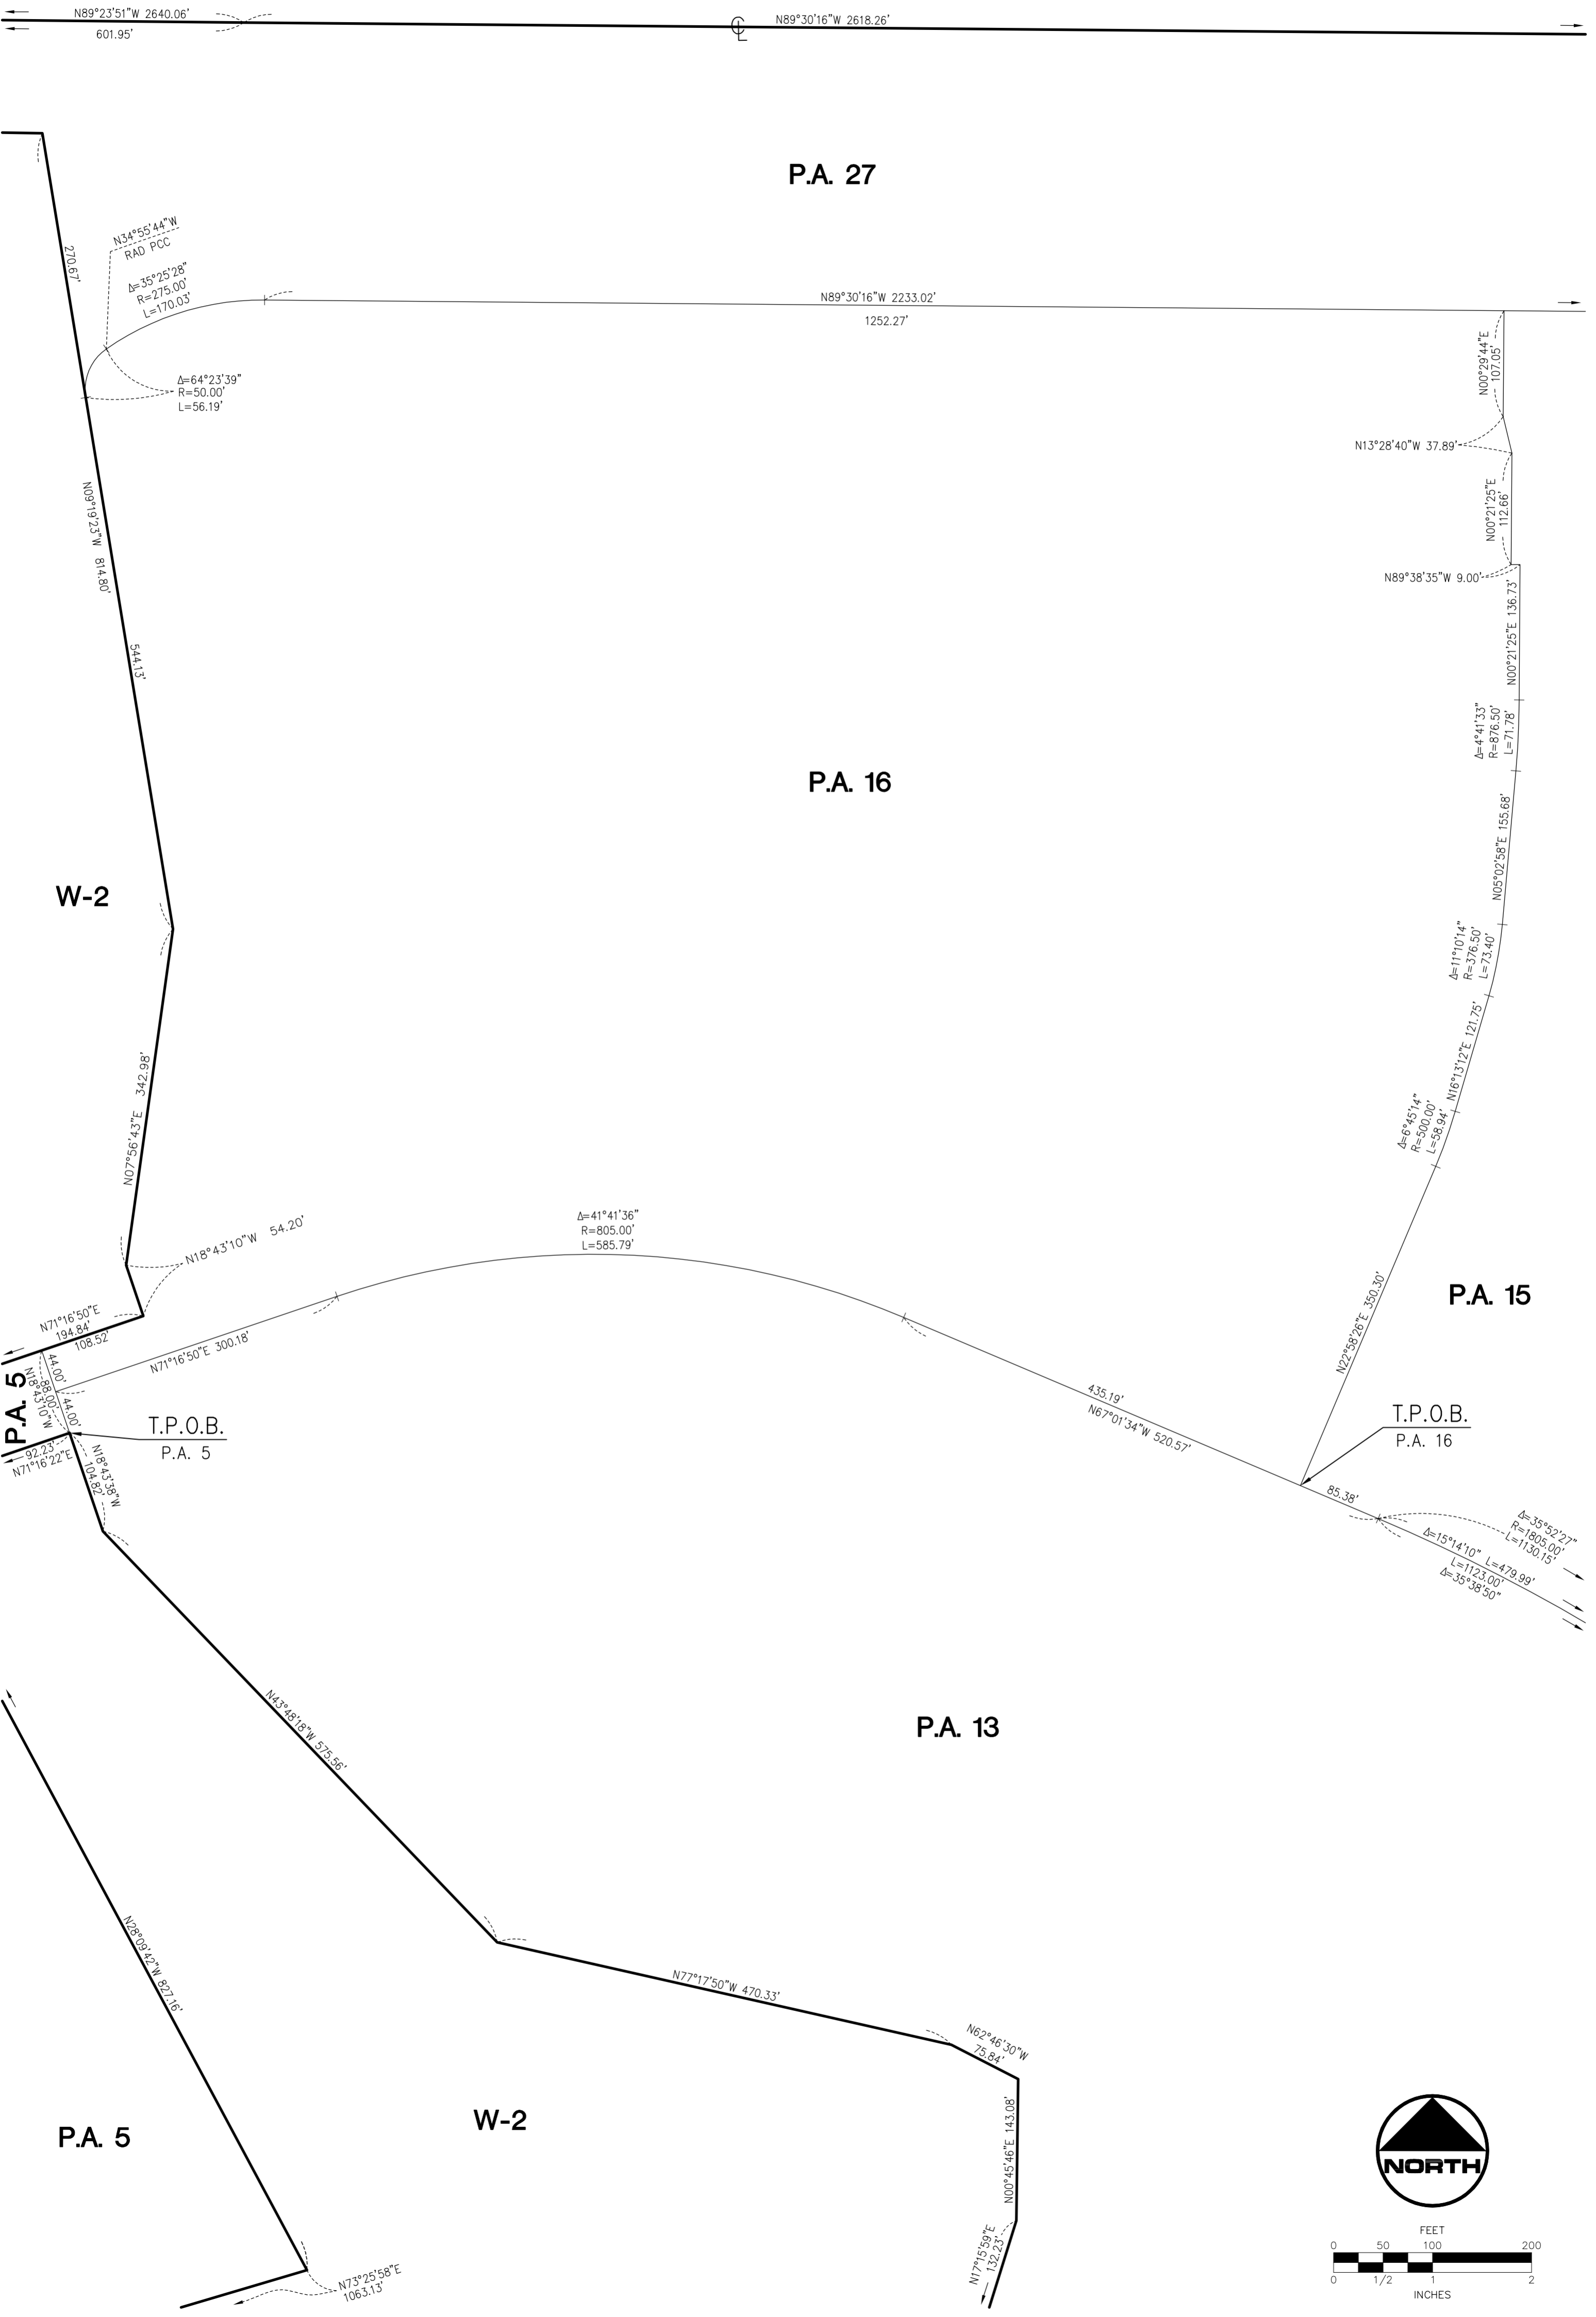 N89°23'51"W 2640.06'
601.95'
℄
N89°30'16"W 2618.26'
P.A. 27
270.67'
N34°55'44"W
RAD PCC
Δ=35°25'28"
R=275.00'
L=170.03'
N89°30'16"W 2233.02'
1252.27'
Δ=64°23'39"
R=50.00'
L=56.19'
N00°29'44"E
107.05'
N13°28'40"W 37.89'
N00°21'25"E
112.66'
N89°38'35"W 9.00'
N00°21'25"E 136.73'
N09°19'23"W 814.80'
544.13'
Δ=4°41'33"
R=876.50'
L=71.78'
P.A. 16
N05°02'58"E 155.68'
W-2
Δ=11°10'14"
R=376.50'
L=73.40'
N16°13'12"E 121.75'
N07°56'43"E 342.98'
Δ=6°45'14"
R=500.00'
L=58.94'
N18°43'10"W 54.20'
Δ=41°41'36"
R=805.00'
L=585.79'
P.A. 15
N71°16'50"E
194.84'
108.52'
N71°16'50"E 300.18'
N22°58'26"E 350.30'
P.A. 5
44.00'
88.00'
N18°43'10"W
44.00'
435.19'
N67°01'34"W 520.57'
T.P.O.B.
P.A. 5
T.P.O.B.
P.A. 16
92.23'
N71°16'22"E
N18°43'38"W
104.82'
85.38'
Δ=35°52'27"
R=1805.00'
L=1130.15'
Δ=15°14'10" L=479.99'
L=1123.00'
Δ=35°38'50"
N43°48'18"W 575.56'
P.A. 13
N28°09'42"W 827.16'
N77°17'50"W 470.33'
N62°46'30"W
75.84'
W-2
P.A. 5
N00°45'46"E 143.08'
N17°15'59"E
132.23'
N73°25'58"E
1063.13'
NORTH
FEET
0 50 100 200
0 1/2 1 2
INCHES